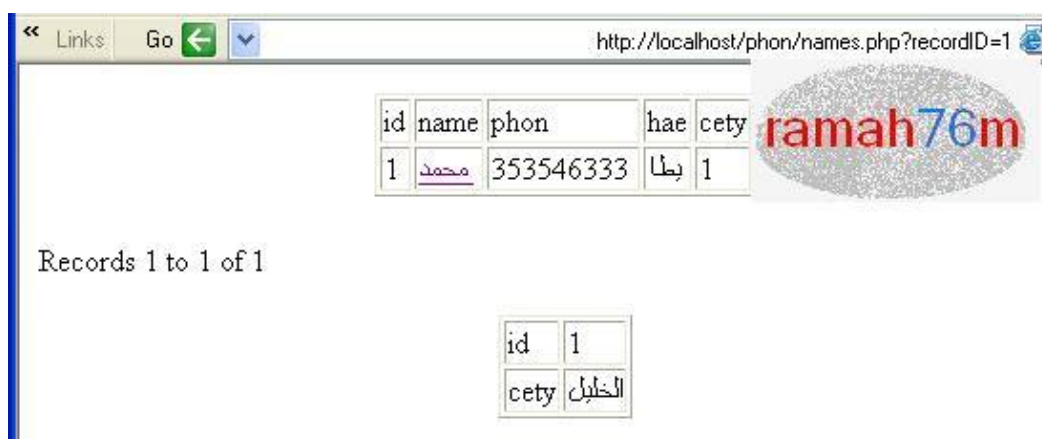 « Links Go http://localhost/phon/names.php?recordID=1
id name phon hae cety
1 محمد 353546333 بطا 1
ramah76m
Records 1 to 1 of 1
id 1
cety الخليل